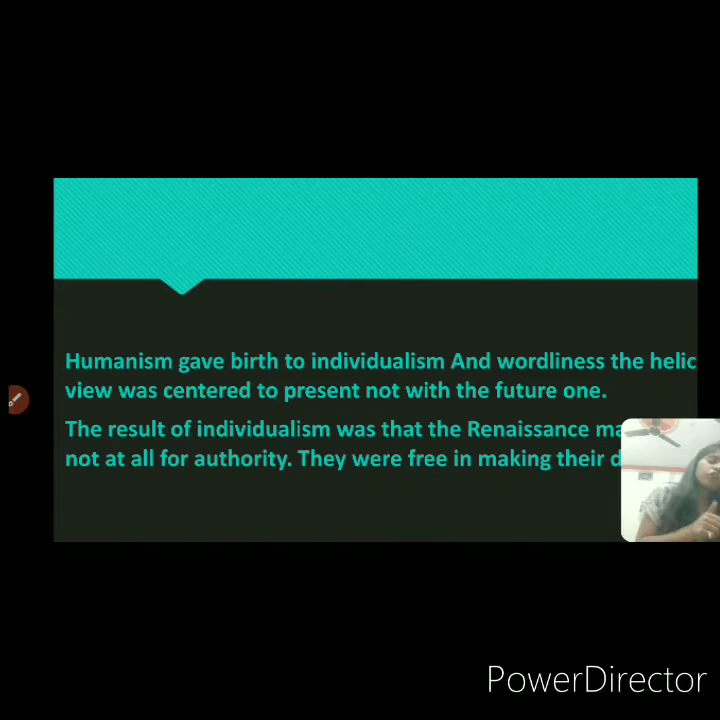 Humanism gave birth to individualism And wordliness the helic
view was centered to present not with the future one.
The result of individualism was that the Renaissance
not at all for authority. They were free in making their
PowerDirector